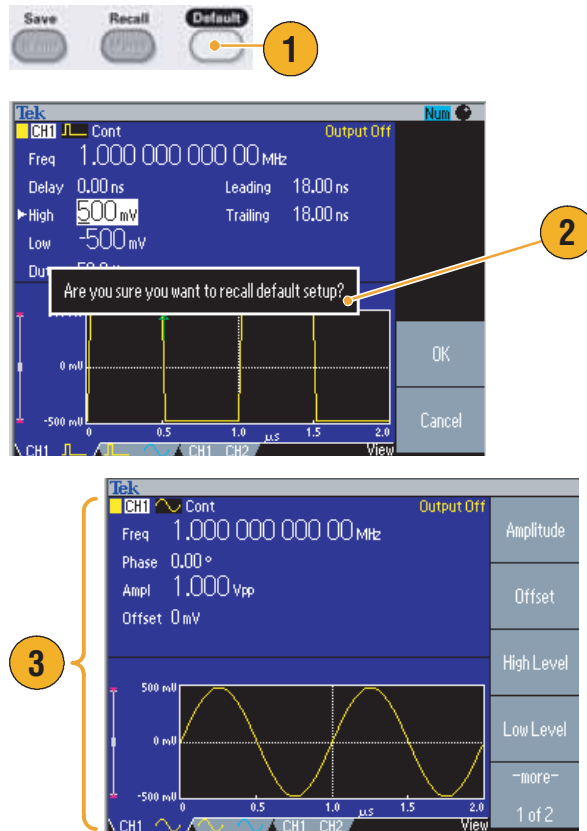 Save Recall Default
1
Tek Num
CH1 Cont Output Off
Freq 1.000 000 000 00 MHz
Delay 0.00 ns Leading 18.00 ns
High 500 mV Trailing 18.00 ns
Low -500 mV
2
Are you sure you want to recall default setup?
0 mV
OK
-500 mV
0 0.5 1.0 µs 1.5 2.0
Cancel
CH1 CH1 CH2 View
Tek
CH1 Cont Output Off
Freq 1.000 000 000 00 MHz
Amplitude
Phase 0.00 °
Ampl 1.000 Vpp
Offset 0 mV
Offset
3
High Level
500 mV
0 mV
Low Level
-500 mV
0 0.5 1.0 µs 1.5 2.0
-more-
1 of 2
CH1 CH1 CH2 View